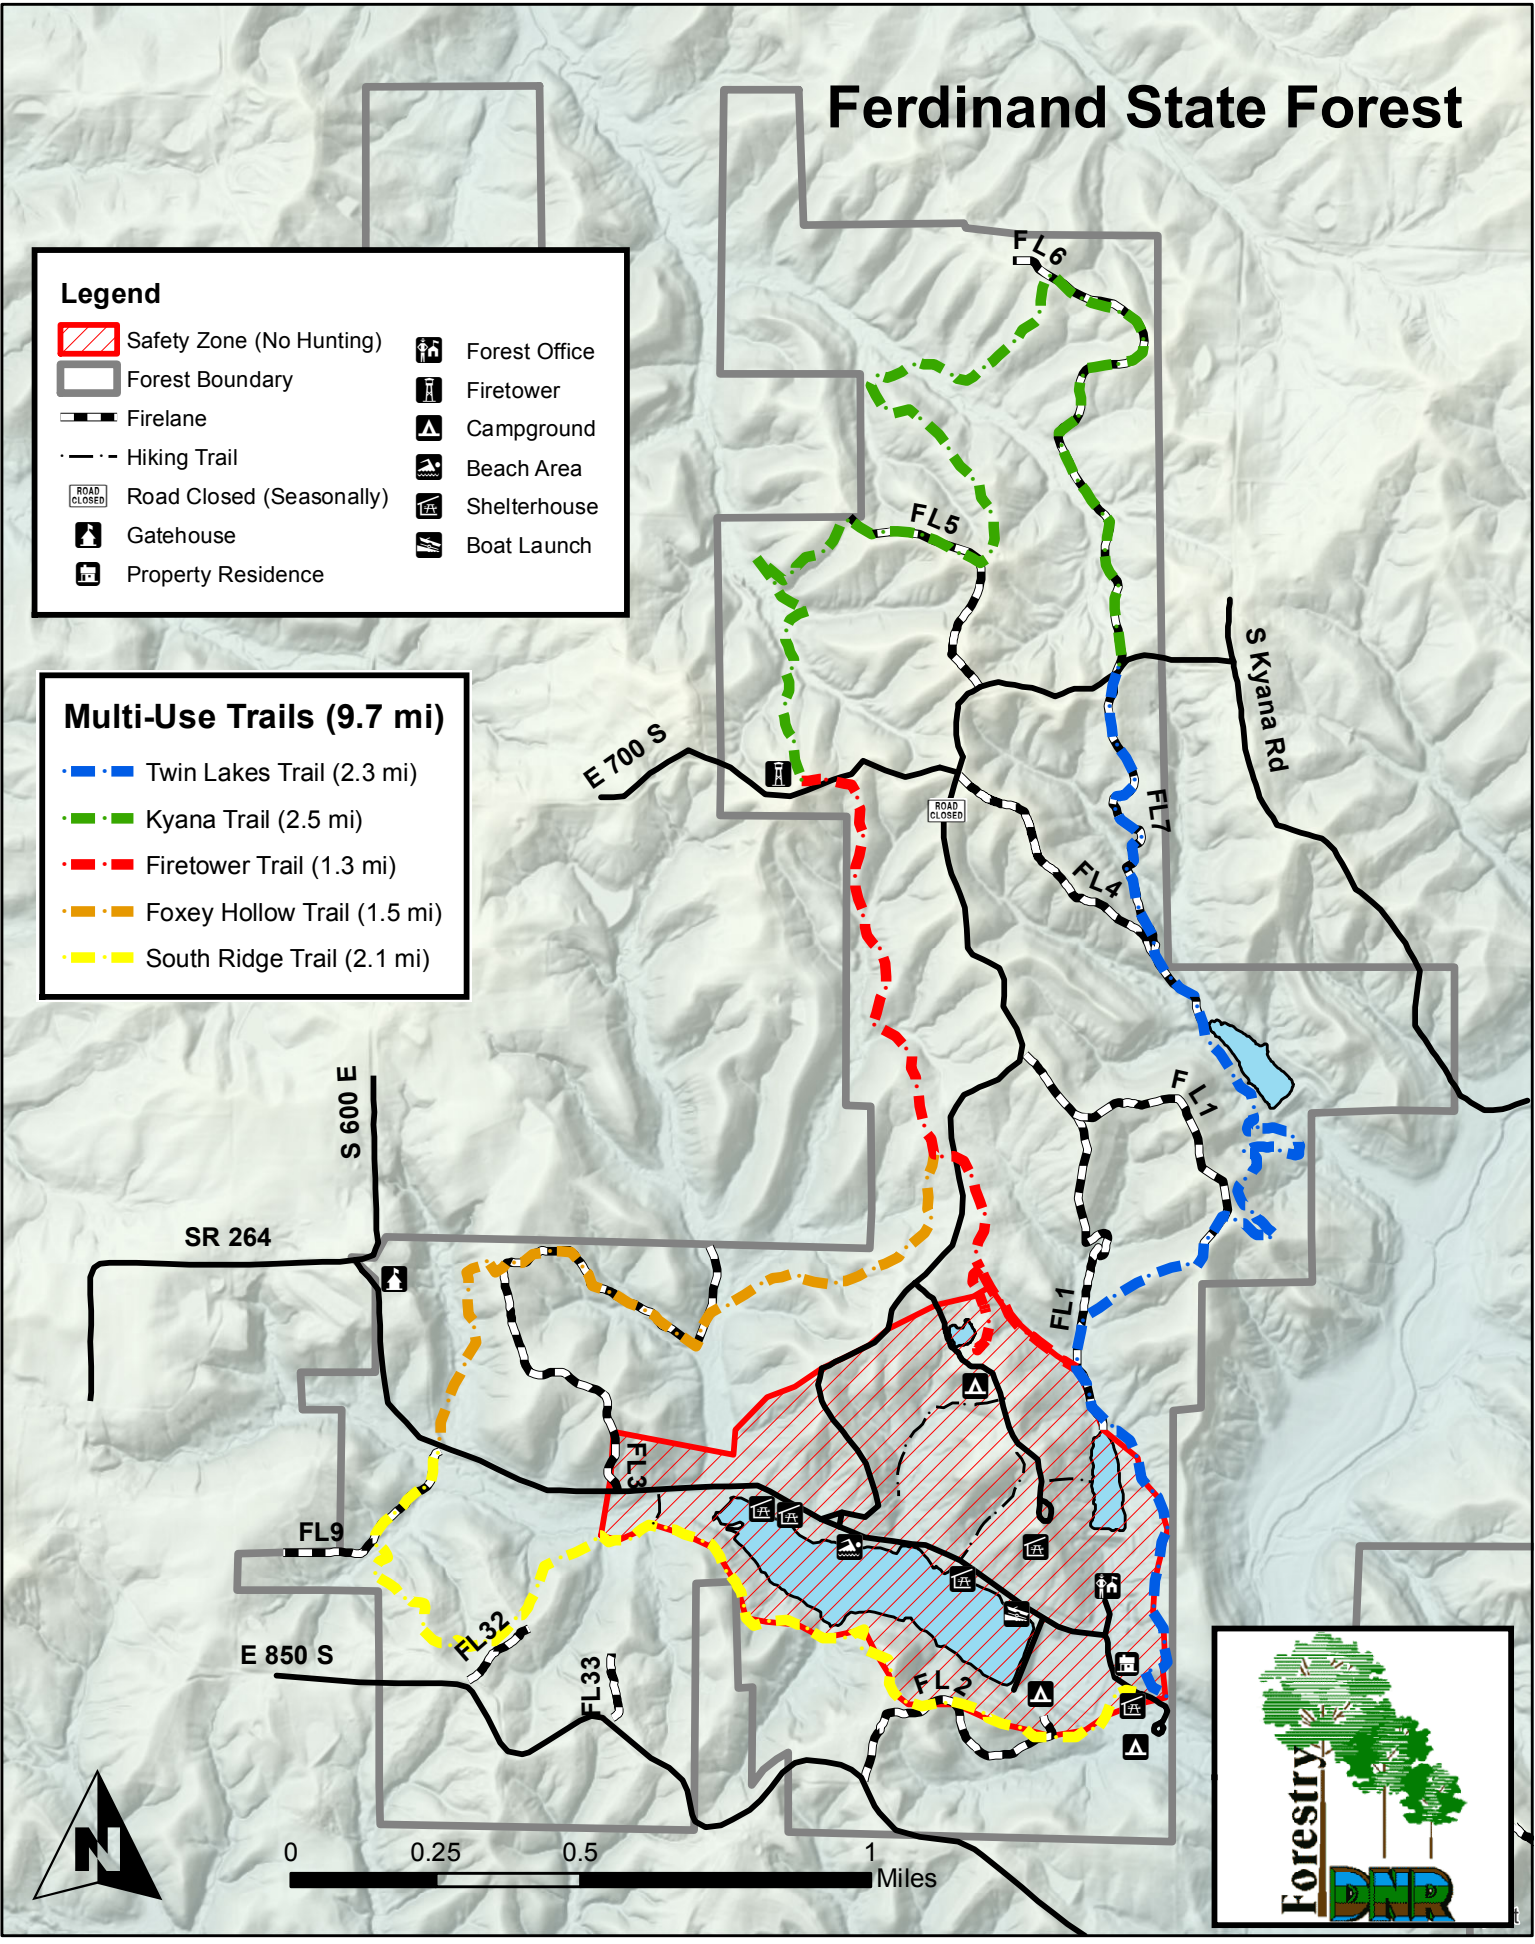 Ferdinand State Forest
Legend
Safety Zone (No Hunting)
Forest Boundary
Firelane
Hiking Trail
ROAD
CLOSED
Road Closed (Seasonally)
Gatehouse
Property Residence
Forest Office
Firetower
Campground
Beach Area
Shelterhouse
Boat Launch
Multi-Use Trails (9.7 mi)
Twin Lakes Trail (2.3 mi)
Kyana Trail (2.5 mi)
Firetower Trail (1.3 mi)
Foxey Hollow Trail (1.5 mi)
South Ridge Trail (2.1 mi)
FL6
FL5
S Kyana Rd
E 700 S
ROAD
CLOSED
FL7
FL4
S 600 E
FL1
SR 264
FL1
FL3
FL9
FL32
E 850 S
FL33
FL2
N
0 0.25 0.5 1
Miles
Forestry
DNR
t